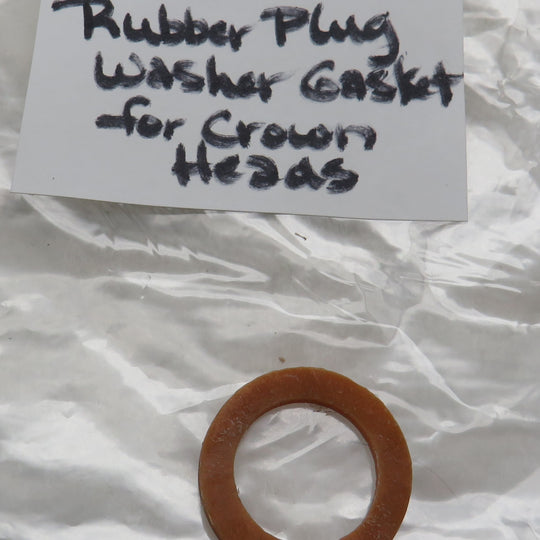 Rubber Plug
Washer Gasket
for Crown
Heads